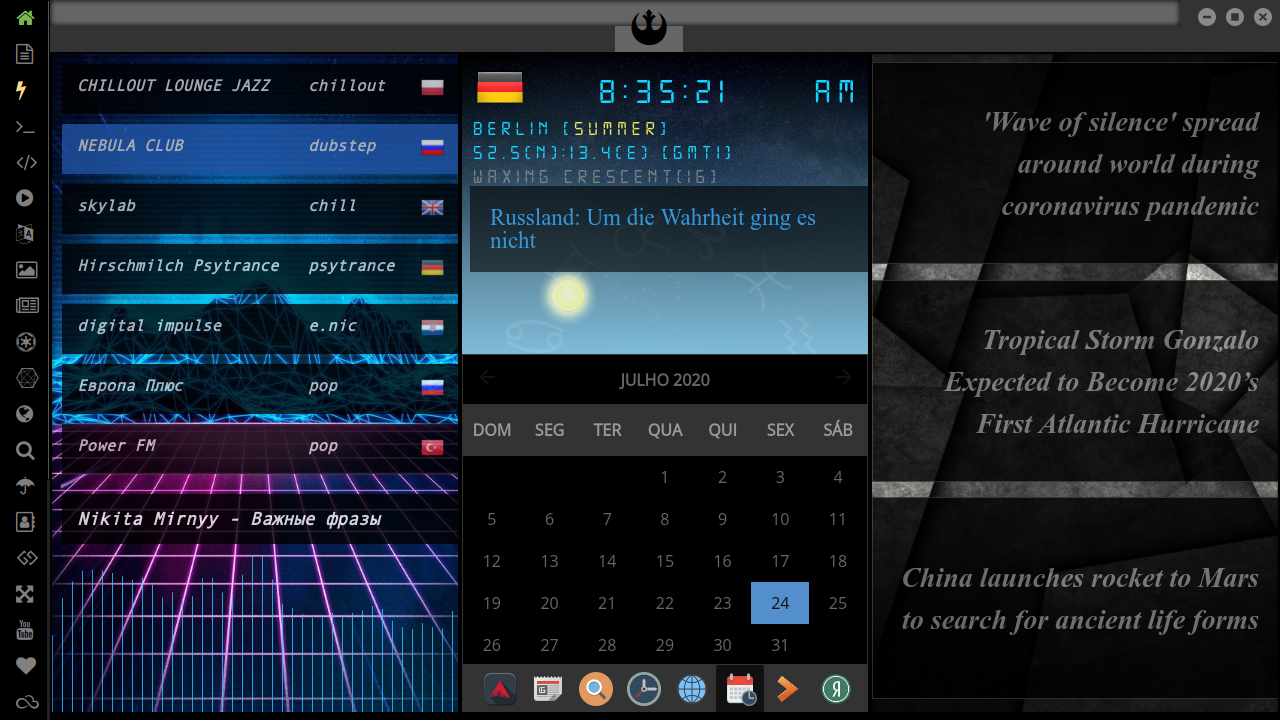 CHILLOUT LOUNGE JAZZ chillout
NEBULA CLUB dubstep
skylab chill
Hirschmilch Psytrance psytrance
digital impulse e.nic
Европа Плюс pop
Power FM pop
Nikita Mirnyy - Важные фразы
8:35:21 AM
BERLIN (SUMMER)
52.5(N):13.4(E) (GMT1)
WAXING CRESCENT(16)
Russland: Um die Wahrheit ging es
nicht
JULHO 2020
DOM SEG TER QUA QUI SEX SÁB
1 2 3 4
5 6 7 8 9 10 11
12 13 14 15 16 17 18
19 20 21 22 23 24 25
26 27 28 29 30 31
'Wave of silence' spread
around world during
coronavirus pandemic
Tropical Storm Gonzalo
Expected to Become 2020’s
First Atlantic Hurricane
China launches rocket to Mars
to search for ancient life forms
You
Tube
Я